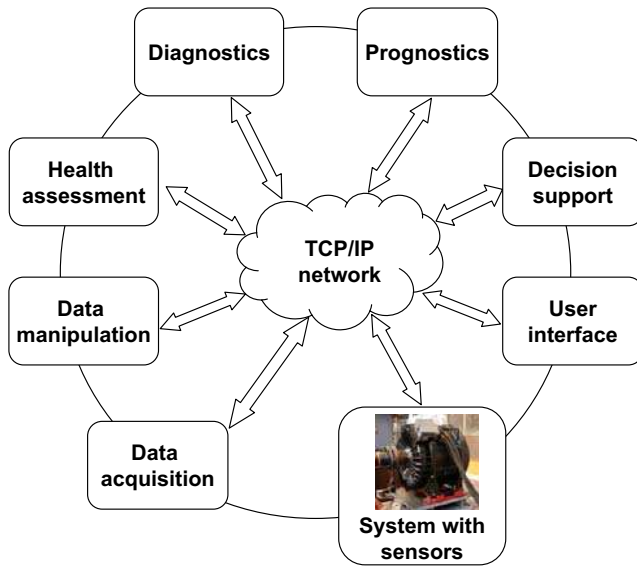 Diagnostics
Prognostics
Health
assessment
Decision
support
TCP/IP
network
Data
manipulation
User
interface
Data
acquisition
System with
sensors